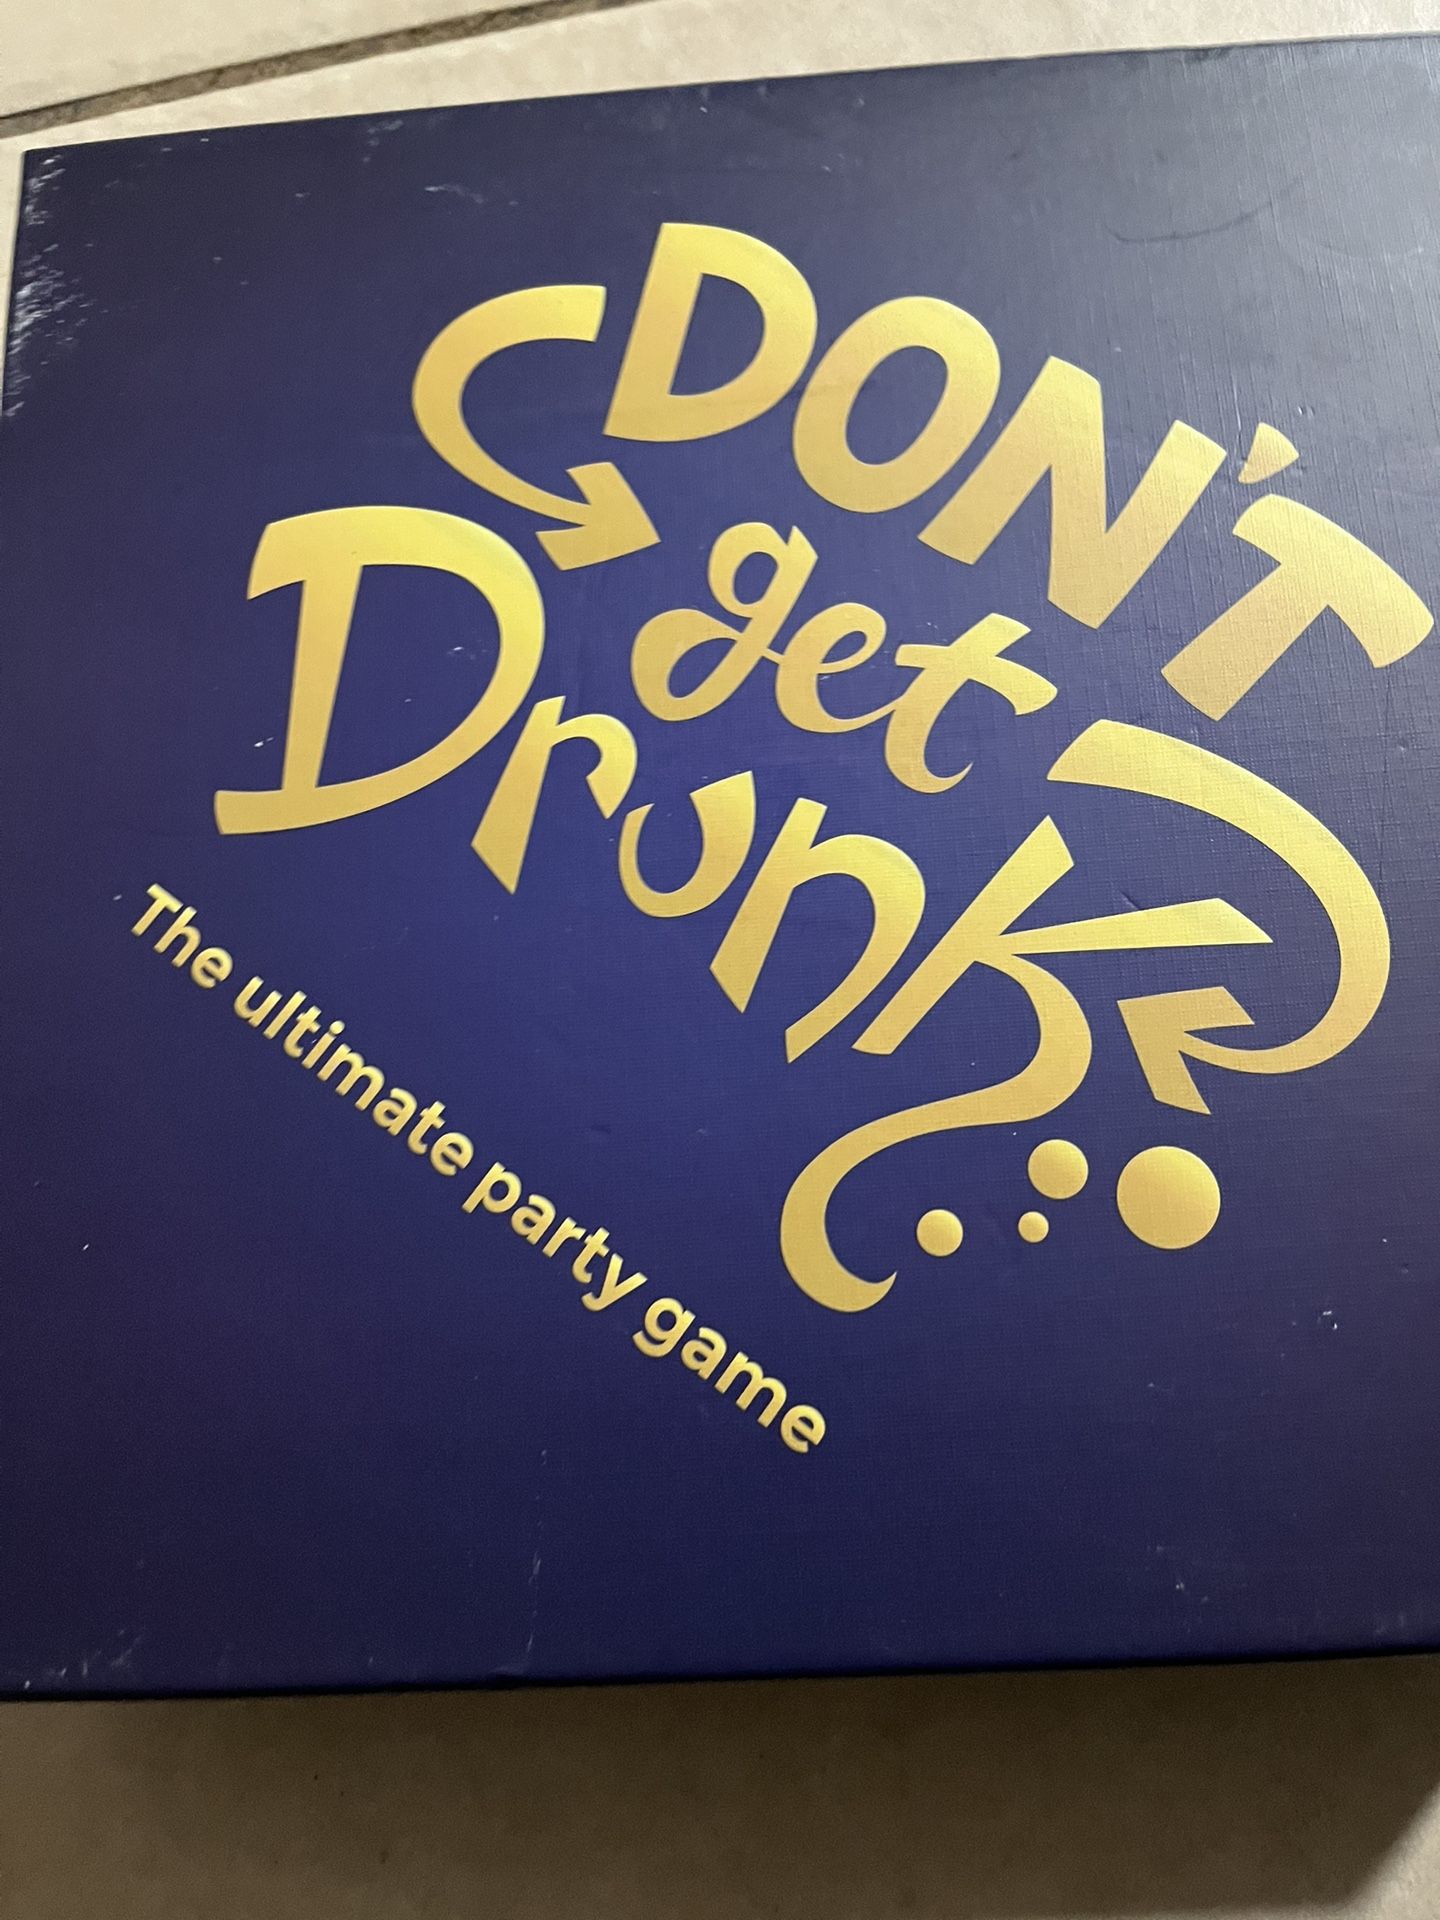 DON'T
get
Drunk
The ultimate party game